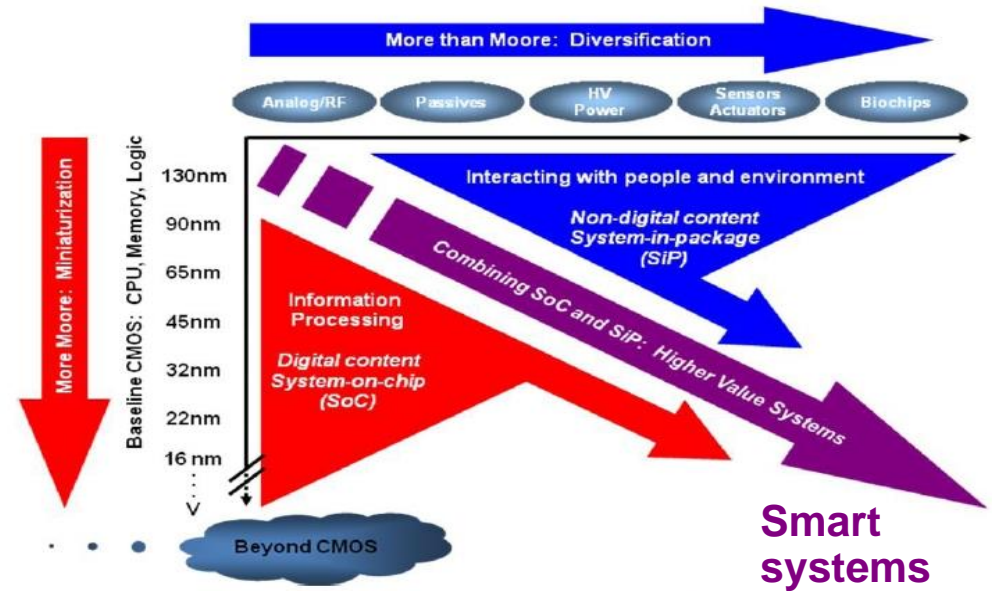 More than Moore: Diversification
Analog/RF
Passives
HV
Power
Sensors
Actuators
Biochips
More Moore: Miniaturization
Baseline CMOS: CPU, Memory, Logic
130nm
90nm
65nm
45nm
32nm
22nm
16 nm
Interacting with people and environment
Non-digital content
System-in-package
(SiP)
Combining SoC and SiP: Higher Value Systems
Information
Processing
Digital content
System-on-chip
(SoC)
Beyond CMOS
Smart
systems